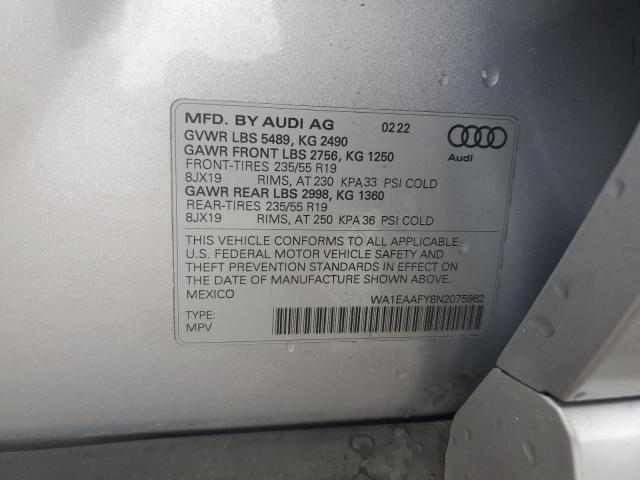 MFD. BY AUDI AG 02 22
GVWR LBS 5489, KG 2490
GAWR FRONT LBS 2756, KG 1250
FRONT-TIRES 235/55 R19
8JX19 RIMS, AT 230 KPA 33 PSI COLD
GAWR REAR LBS 2998, KG 1360
REAR-TIRES 235/55 R19
8JX19 RIMS, AT 250 KPA 36 PSI COLD
Audi
THIS VEHICLE CONFORMS TO ALL APPLICABLE
U.S. FEDERAL MOTOR VEHICLE SAFETY AND
THEFT PREVENTION STANDARDS IN EFFECT ON
THE DATE OF MANUFACTURE SHOWN ABOVE.
MEXICO WA1EAAFY8N2075962
TYPE:
MPV